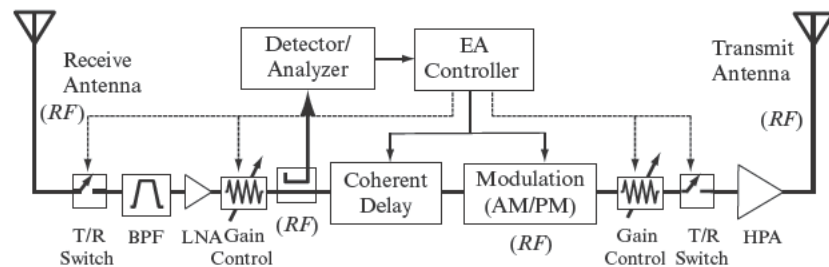 Receive
Antenna
(RF)
Detector/
Analyzer
EA
Controller
Transmit
Antenna
(RF)
T/R
Switch
BPF
LNA
Gain
Control
(RF)
Coherent
Delay
Modulation
(AM/PM)
(RF)
Gain
Control
T/R
Switch
HPA